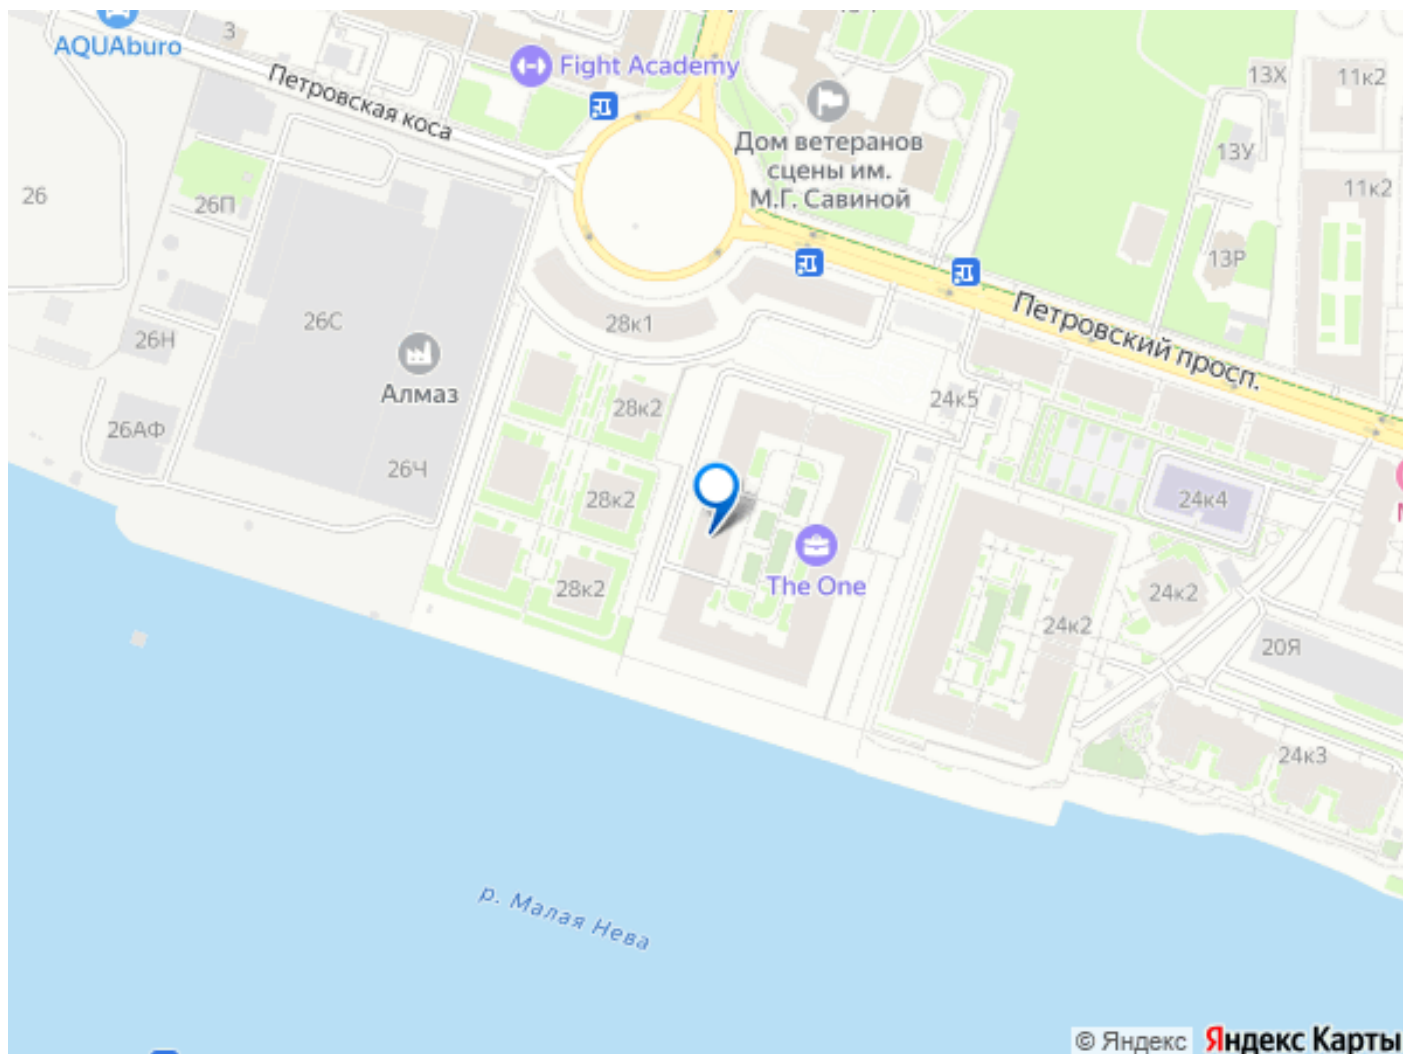 AQUAburo
3
Петровская коса
Fight Academy
Дом ветеранов
сцены им.
М.Г. Савиной
13Х
11к2
13У
11к2
13Р
26
26П
26С
26Н
28к1
Петровский просп.
Алмаз
26АФ
26Ч
28к2
24к5
28к2
24к4
The One
28к2
24к2
24к2
20Я
24к3
р. Малая Нева
© Яндекс Яндекс Карты